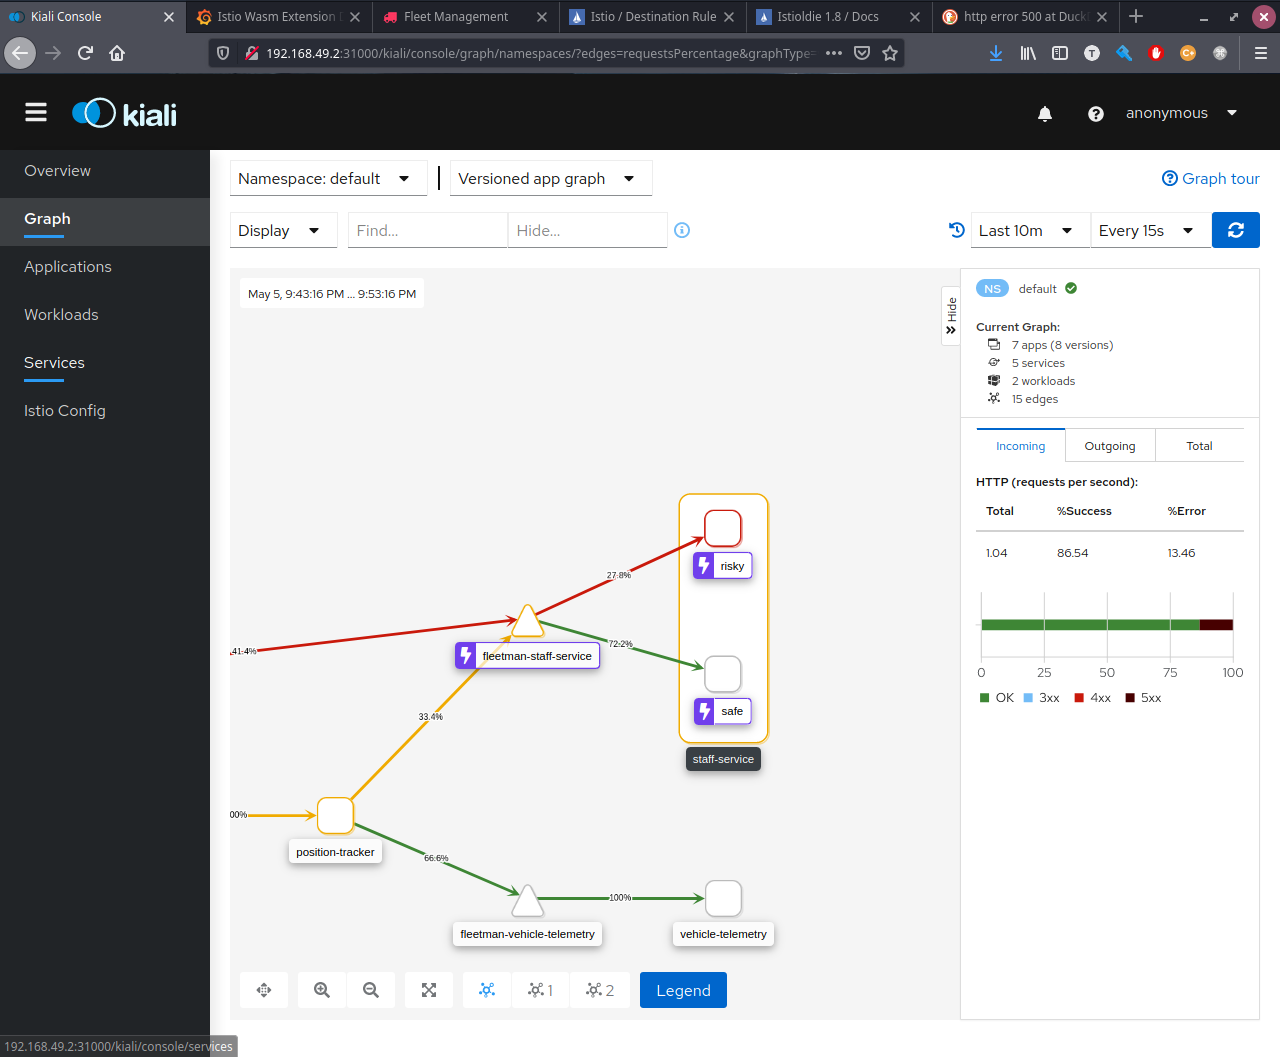 Kiali Console
Istio Wasm Extension
Fleet Management
Istio / Destination Rule
Istioldie 1.8 / Docs
http error 500 at Duck
192.168.49.2:31000/kiali/console/graph/namespaces/?edges=requestsPercentage&graphType=
kiali
anonymous
Overview
Graph
Applications
Workloads
Services
Istio Config
Namespace: default
Versioned app graph
Graph tour
Display
Find...
Hide...
Last 10m
Every 15s
May 5, 9:43:16 PM ... 9:53:16 PM
Hide
NS default
Current Graph:
7 apps (8 versions)
5 services
2 workloads
15 edges
Incoming
Outgoing
Total
HTTP (requests per second):
Total %Success %Error
1.04 86.54 13.46
0 25 50 75 100
OK 3xx 4xx 5xx
risky
27.8%
41.4%
fleetman-staff-service
72.2%
safe
staff-service
33.4%
00%
position-tracker
66.6%
100%
fleetman-vehicle-telemetry
vehicle-telemetry
1
2
Legend
192.168.49.2:31000/kiali/console/services